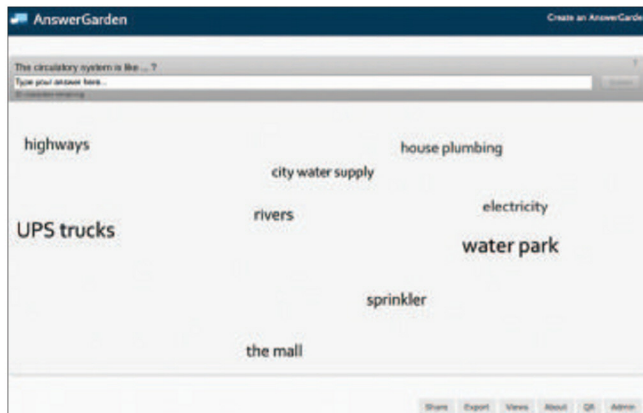 AnswerGarden
Create an AnswerGarde
The circulatory system is like ... ?
?
Type your answer here...
highways
house plumbing
city water supply
rivers
electricity
UPS trucks
water park
sprinkler
the mall
Share Export Views About QR Admin